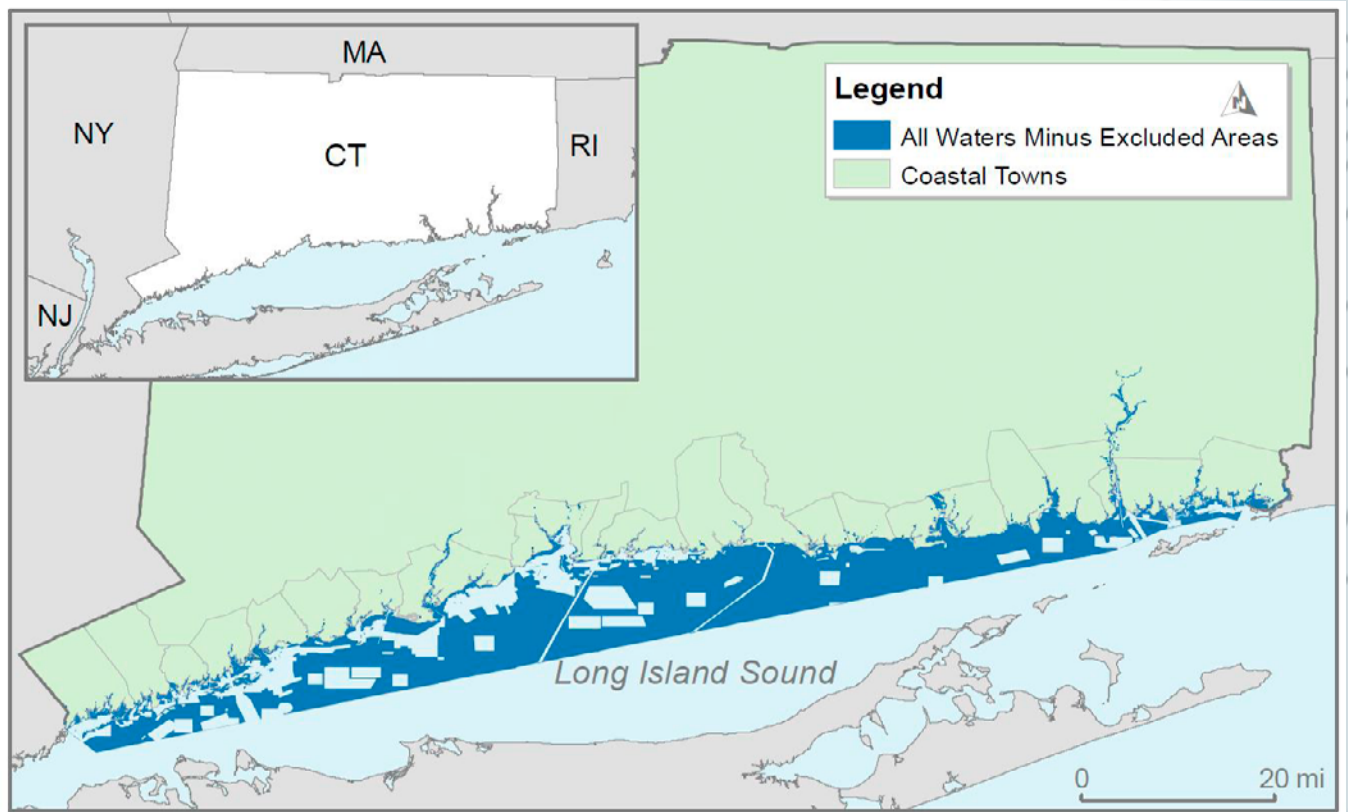 MA
NY
CT
RI
NJ
Legend
N
All Waters Minus Excluded Areas
Coastal Towns
Long Island Sound
0 20 mi